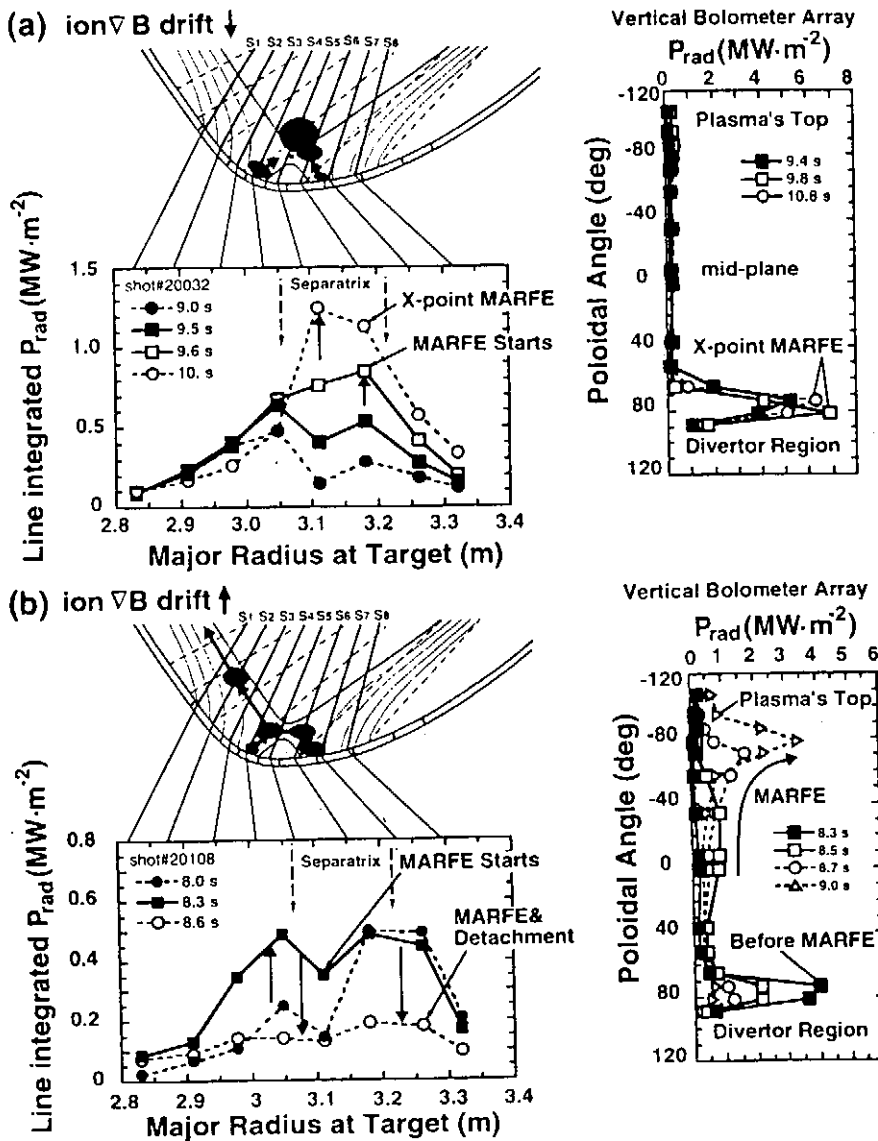 (a) ion ∇ B drift ↓
S1 S2 S3 S4 S5 S6 S7 S8
Line integrated Prad (MW·m-2)
1.5
1.0
0.5
0
shot#20032
9.0 s
9.5 s
9.6 s
10. s
Separatrix
X-point MARFE
MARFE Starts
2.8 2.9 3.0 3.1 3.2 3.3 3.4
Major Radius at Target (m)
Vertical Bolometer Array
Prad (MW·m-2)
0 2 4 6 8
Poloidal Angle (deg)
-120
-80
-40
0
40
80
120
Plasma's Top
9.4 s
9.8 s
10.8 s
mid-plane
X-point MARFE
Divertor Region
(b) ion ∇ B drift ↑
S1 S2 S3 S4 S5 S6 S7 S8
Line integrated Prad (MW·m-2)
0.8
0.6
0.4
0.2
0
shot#20108
8.0 s
8.3 s
8.6 s
Separatrix
MARFE Starts
MARFE&
Detachment
2.8 2.9 3 3.1 3.2 3.3 3.4
Major Radius at Target (m)
Vertical Bolometer Array
Prad (MW·m-2)
0 1 2 3 4 5 6
Poloidal Angle (deg)
-120
-80
-40
0
40
80
120
Plasma's Top
MARFE
8.3 s
8.5 s
8.7 s
9.0 s
Before MARFE
Divertor Region